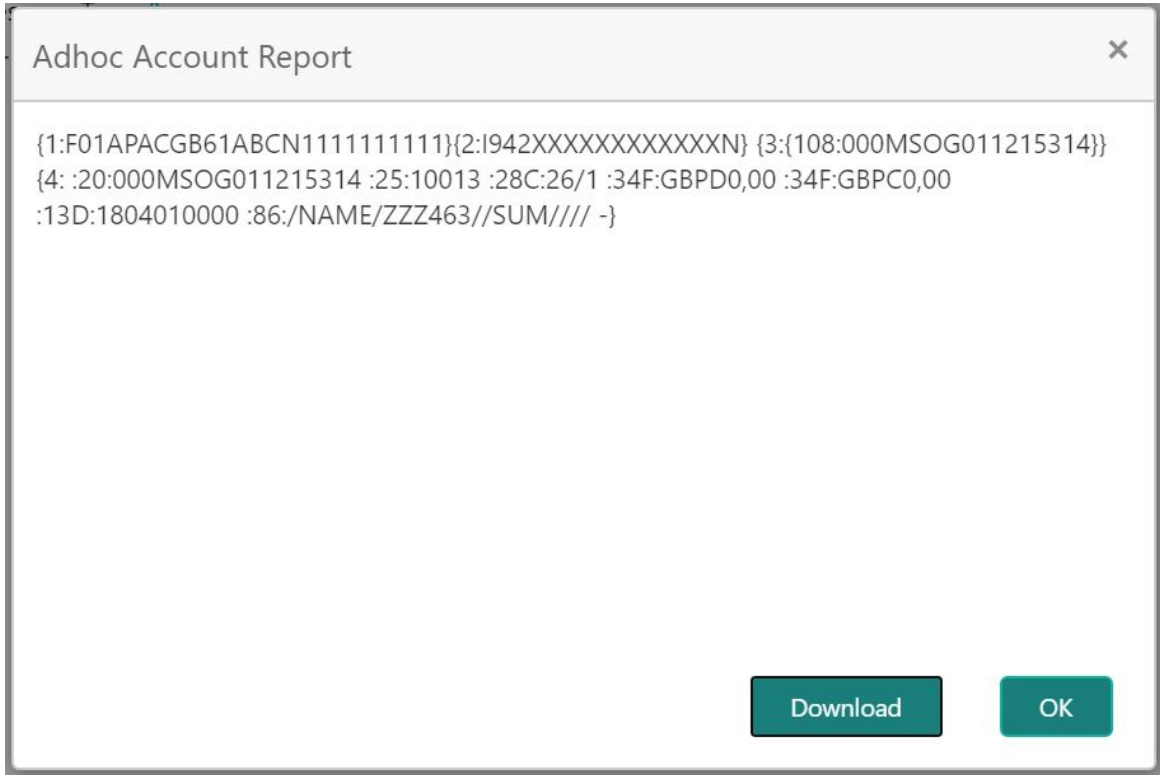 Adhoc Account Report
×
{1:F01APACGB61ABCN1111111111}{2:I942XXXXXXXXXXXXN} {3:{108:000MSOG011215314}}
{4: :20:000MSOG011215314 :25:10013 :28C:26/1 :34F:GBPD0,00 :34F:GBPC0,00
:13D:1804010000 :86:/NAME/ZZZ463//SUM//// -}
Download
OK